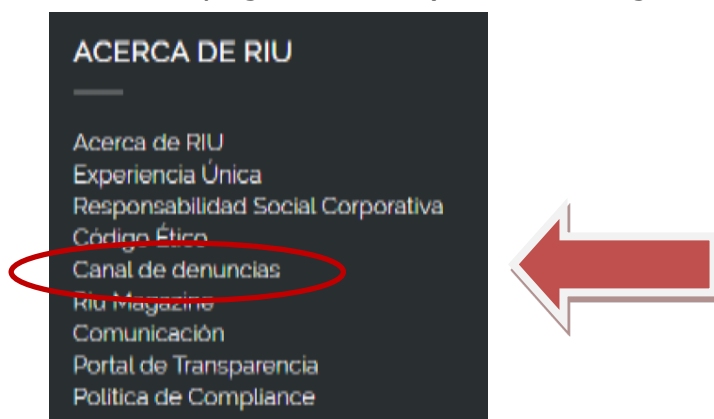 ACERCA DE RIU
Acerca de RIU
Experiencia Única
Responsabilidad Social Corporativa
Código Ético
Canal de denuncias
Riu Magazine
Comunicación
Portal de Transparencia
Política de Compliance